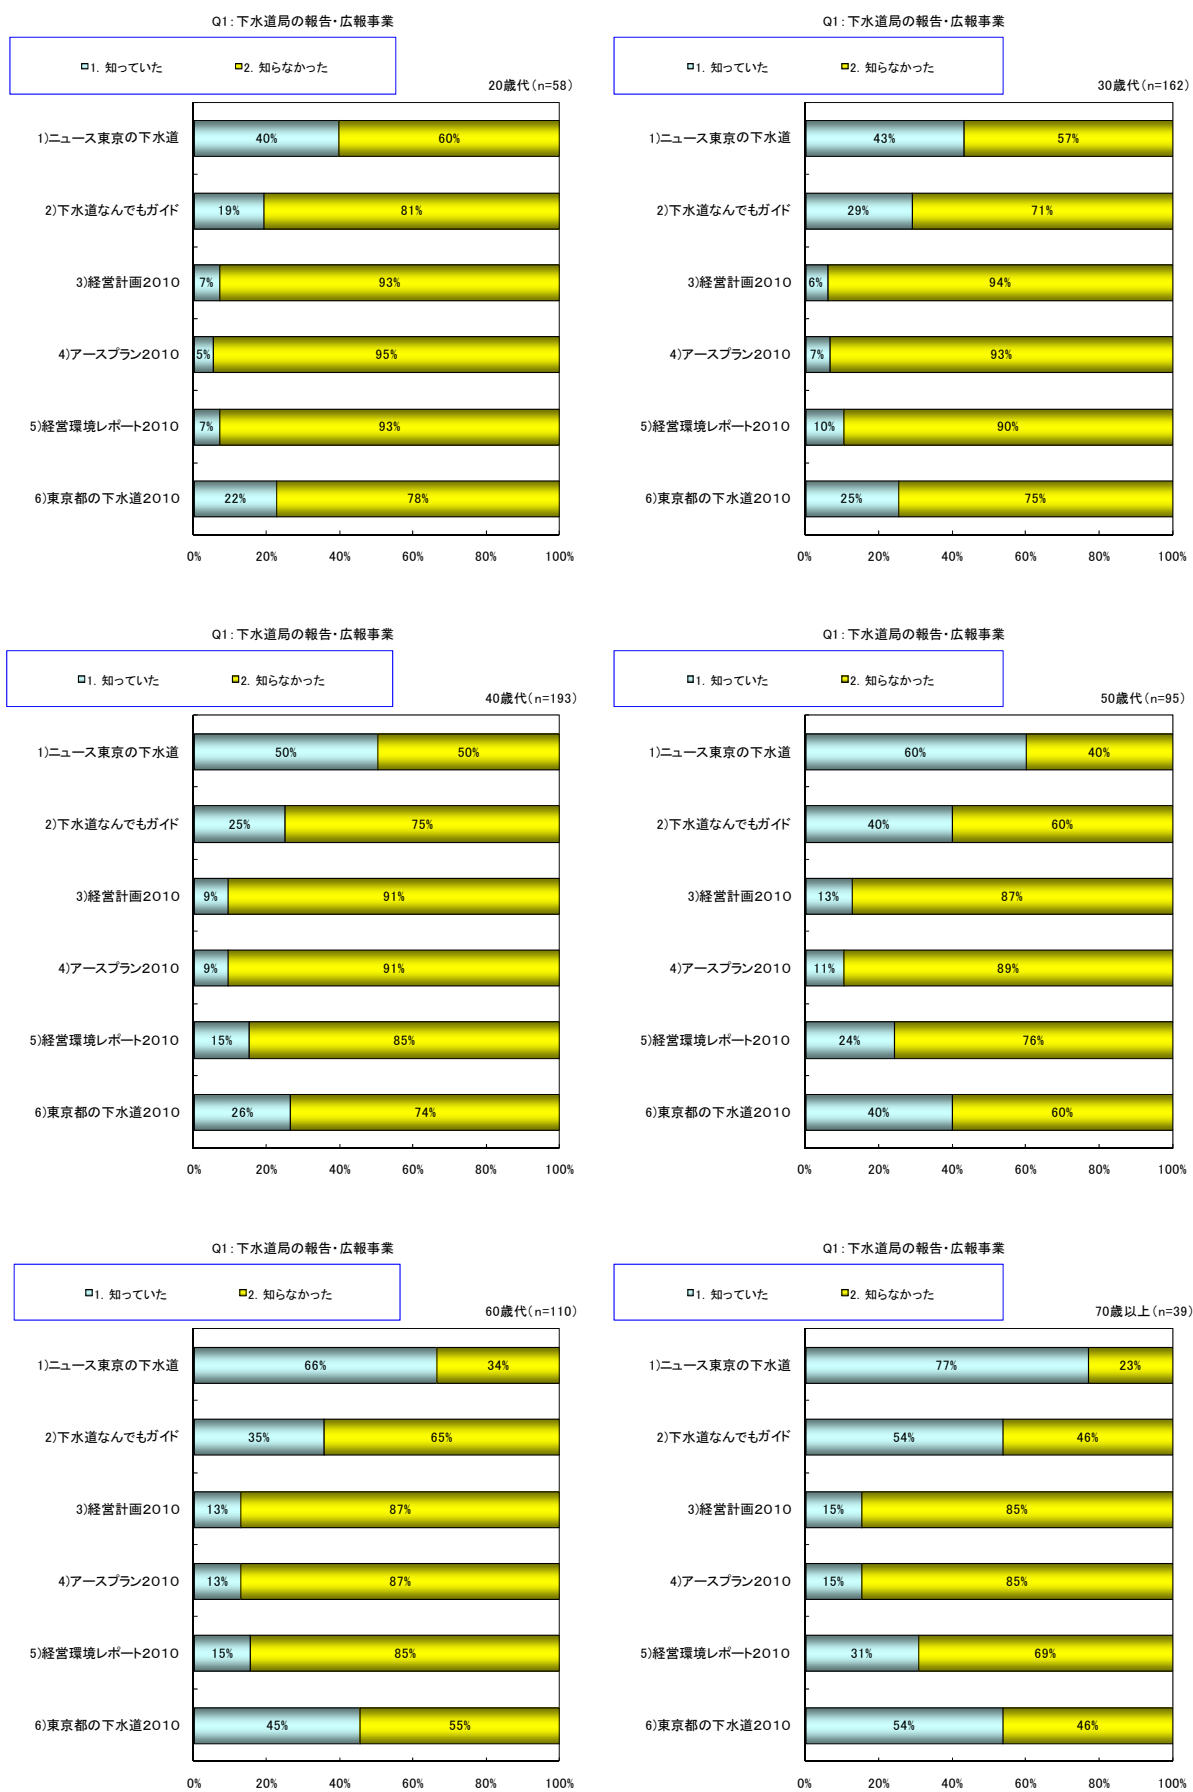 Q1:下水道局の報告・広報事業
1. 知っていた 2. 知らなかった
20歳代(n=58)
1)ニュース東京の下水道 40% 60%
2)下水道なんでもガイド 19% 81%
3)経営計画2010 7% 93%
4)アースプラン2010 5% 95%
5)経営環境レポート2010 7% 93%
6)東京都の下水道2010 22% 78%
0% 20% 40% 60% 80% 100%
Q1:下水道局の報告・広報事業
1. 知っていた 2. 知らなかった
30歳代(n=162)
1)ニュース東京の下水道 43% 57%
2)下水道なんでもガイド 29% 71%
3)経営計画2010 6% 94%
4)アースプラン2010 7% 93%
5)経営環境レポート2010 10% 90%
6)東京都の下水道2010 25% 75%
0% 20% 40% 60% 80% 100%
Q1:下水道局の報告・広報事業
1. 知っていた 2. 知らなかった
40歳代(n=193)
1)ニュース東京の下水道 50% 50%
2)下水道なんでもガイド 25% 75%
3)経営計画2010 9% 91%
4)アースプラン2010 9% 91%
5)経営環境レポート2010 15% 85%
6)東京都の下水道2010 26% 74%
0% 20% 40% 60% 80% 100%
Q1:下水道局の報告・広報事業
1. 知っていた 2. 知らなかった
50歳代(n=95)
1)ニュース東京の下水道 60% 40%
2)下水道なんでもガイド 40% 60%
3)経営計画2010 13% 87%
4)アースプラン2010 11% 89%
5)経営環境レポート2010 24% 76%
6)東京都の下水道2010 40% 60%
0% 20% 40% 60% 80% 100%
Q1:下水道局の報告・広報事業
1. 知っていた 2. 知らなかった
60歳代(n=110)
1)ニュース東京の下水道 66% 34%
2)下水道なんでもガイド 35% 65%
3)経営計画2010 13% 87%
4)アースプラン2010 13% 87%
5)経営環境レポート2010 15% 85%
6)東京都の下水道2010 45% 55%
0% 20% 40% 60% 80% 100%
Q1:下水道局の報告・広報事業
1. 知っていた 2. 知らなかった
70歳以上(n=39)
1)ニュース東京の下水道 77% 23%
2)下水道なんでもガイド 54% 46%
3)経営計画2010 15% 85%
4)アースプラン2010 15% 85%
5)経営環境レポート2010 31% 69%
6)東京都の下水道2010 54% 46%
0% 20% 40% 60% 80% 100%